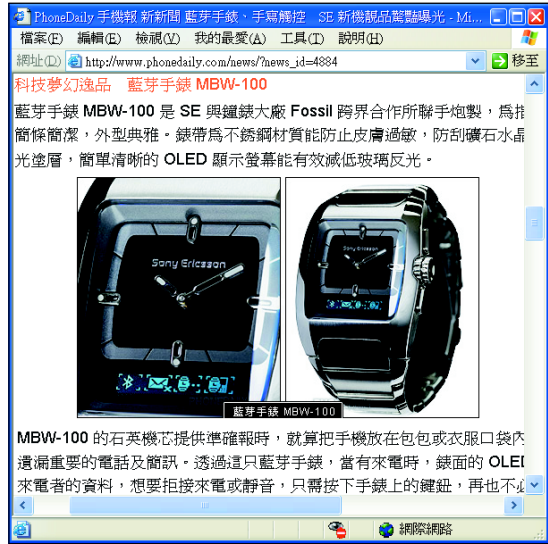 PhoneDaily 手機報 新新聞 藍芽手錶、手寫觸控 SE 新機靚品驚豔曝光 - Mi...
檔案(F) 編輯(E) 檢視(V) 我的最愛(A) 工具(T) 說明(H)
網址(D) http://www.phonedaily.com/news/?news_id=4884 移至
科技夢幻逸品 藍芽手錶 MBW-100
藍芽手錶 MBW-100 是 SE 與鐘錶大廠 Fossil 跨界合作所聯手炮製，為指
簡條簡潔，外型典雅。錶帶為不銹鋼材質能防止皮膚過敏，防刮礦石水晶
光塗層，簡單清晰的 OLED 顯示螢幕能有效減低玻璃反光。
Sony Ericsson
Sony Ericsson
藍芽手錶 MBW-100
MBW-100 的石英機芯提供準確報時，就算把手機放在包包或衣服口袋內
遺漏重要的電話及簡訊。透過這只藍芽手錶，當有來電時，錶面的 OLED
來電者的資料，想要拒接來電或靜音，只需按下手錶上的鍵鈕，再也不必
網際網路